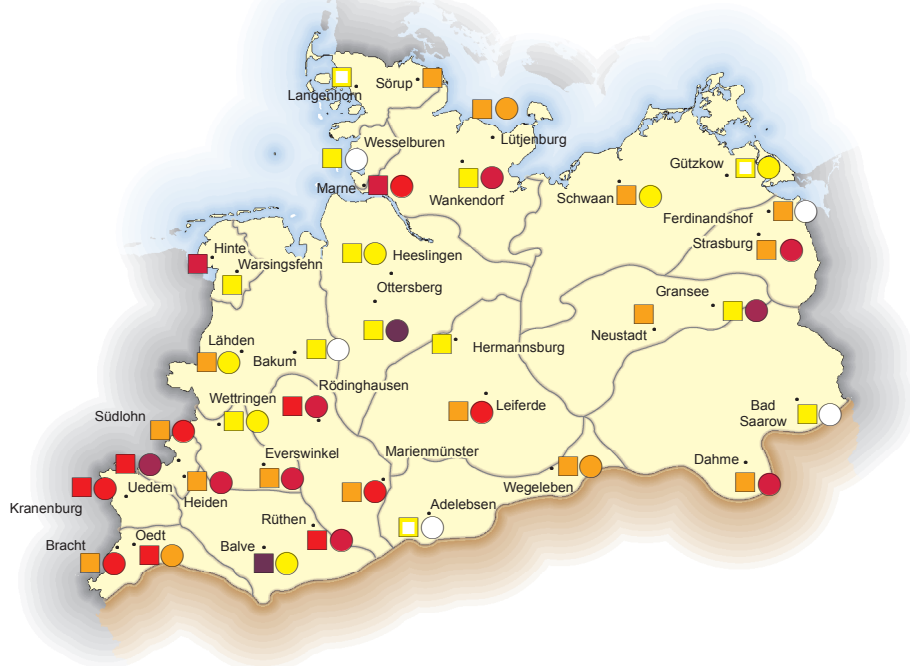 Sörup
Langenhorn
Lütjenburg
Wesselburen
Gützkow
Marne
Wankendorf
Schwaan
Ferdinandshof
Strasburg
Hinte
Warsingsfehn
Heeslingen
Ottersberg
Gransee
Neustadt
Lähden
Bakum
Hermannsburg
Rödinghausen
Wettringen
Leiferde
Bad
Saarow
Südlohn
Everswinkel
Marienmünster
Dahme
Wegeleben
Uedem
Heiden
Kranenburg
Adelebsen
Rüthen
Oedt
Bracht
Balve